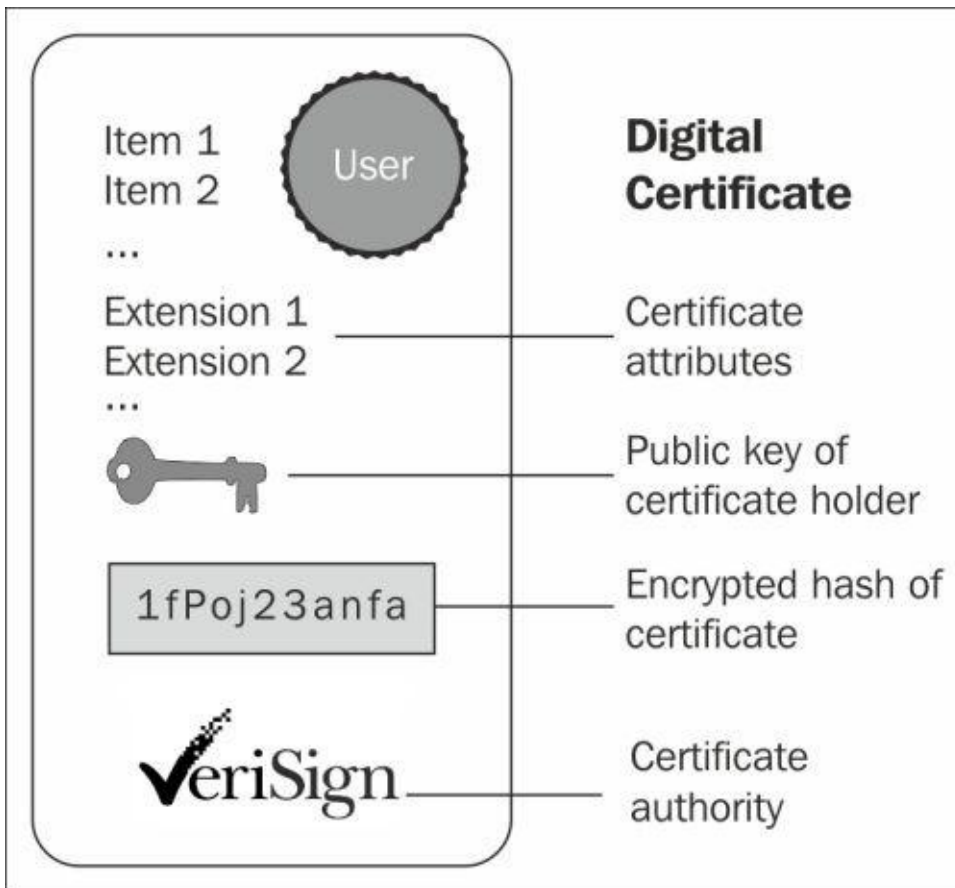 Item 1
Item 2
...
User
Digital
Certificate
Extension 1
Extension 2
...
Certificate
attributes
Public key of
certificate holder
1fPoj23anfa
Encrypted hash of
certificate
VeriSign
Certificate
authority